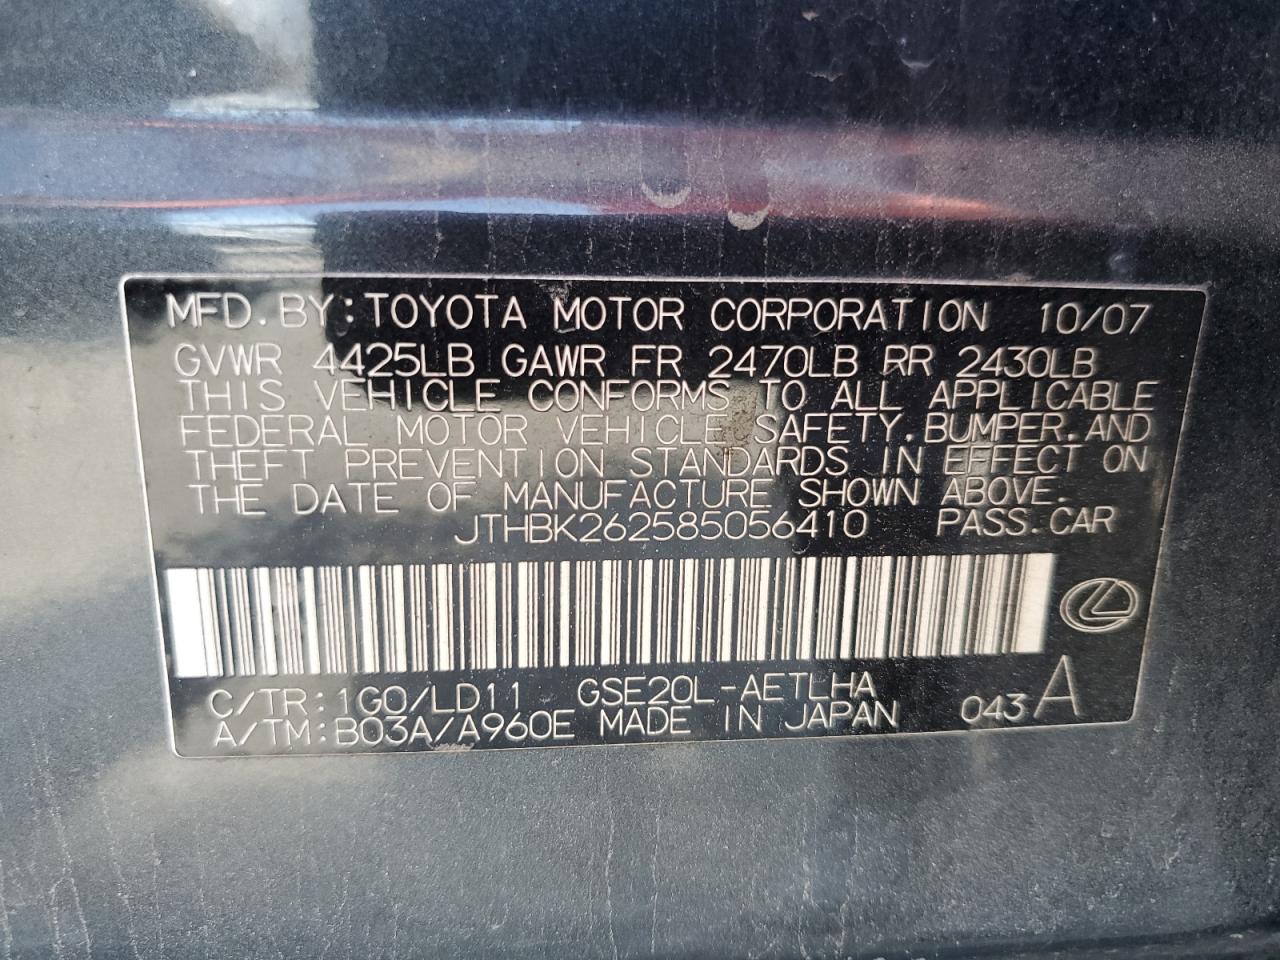 MFD. BY: TOYOTA MOTOR CORPORATION 10/07
GVWR 4425LB GAWR FR 2470LB RR 2430LB
THIS VEHICLE CONFORMS TO ALL APPLICABLE
FEDERAL MOTOR VEHICLE SAFETY, BUMPER, AND
THEFT PREVENTION STANDARDS IN EFFECT ON
THE DATE OF MANUFACTURE SHOWN ABOVE.
JTHBK262585056410 PASS. CAR
C/TR: 1G0/LD11 GSE20L-AETLHA
A/TM: B03A/A960E MADE IN JAPAN 043 A